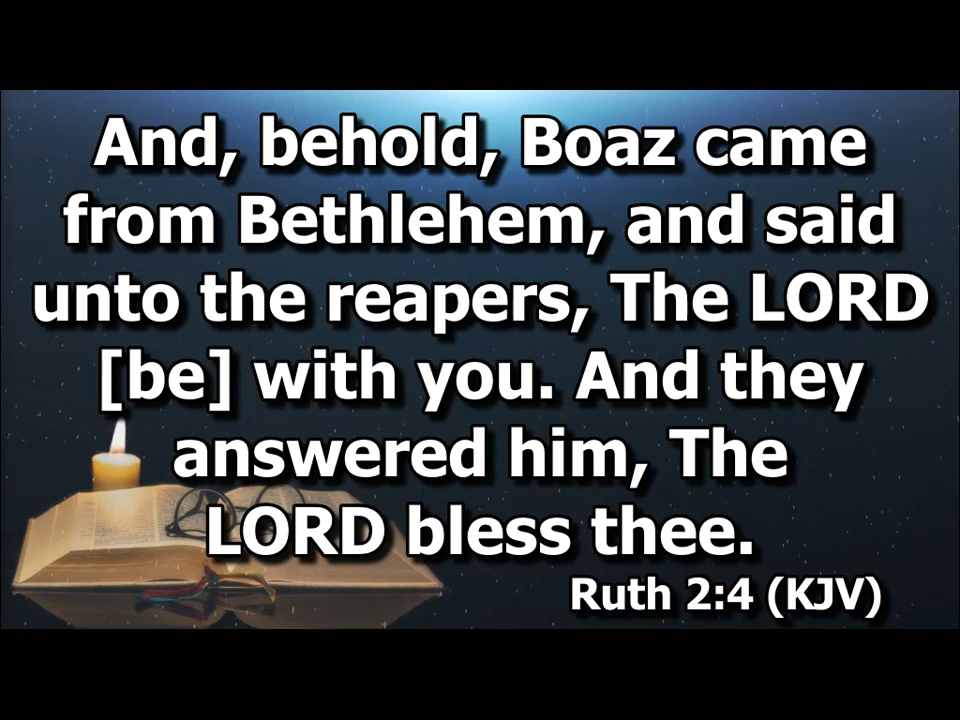 And, behold, Boaz came
from Bethlehem, and said
unto the reapers, The LORD
[be] with you. And they
answered him, The
LORD bless thee.
Ruth 2:4 (KJV)